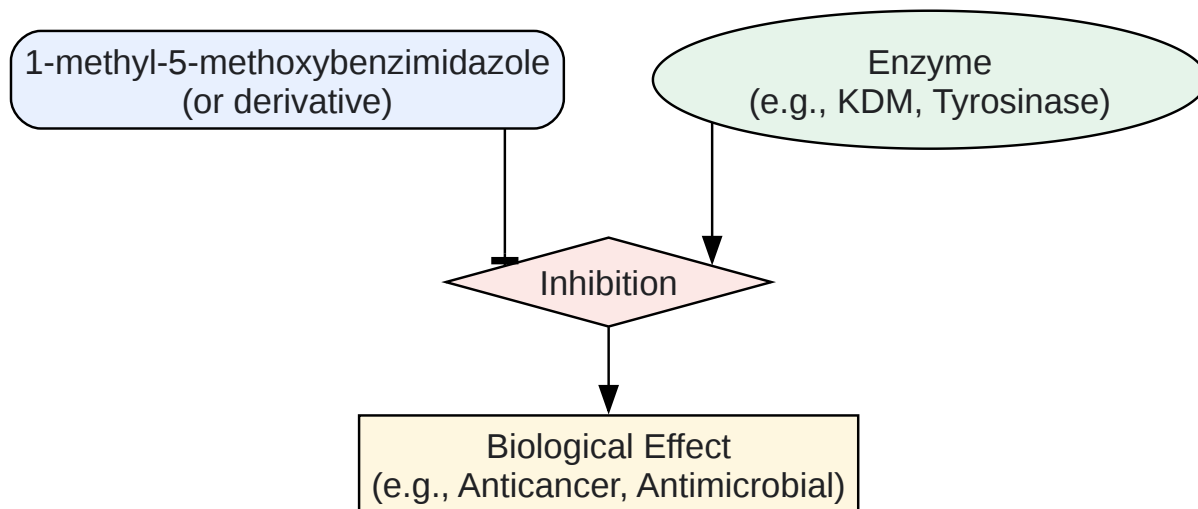 1-methyl-5-methoxybenzimidazole
(or derivative)
Enzyme
(e.g., KDM, Tyrosinase)
Inhibition
Biological Effect
(e.g., Anticancer, Antimicrobial)